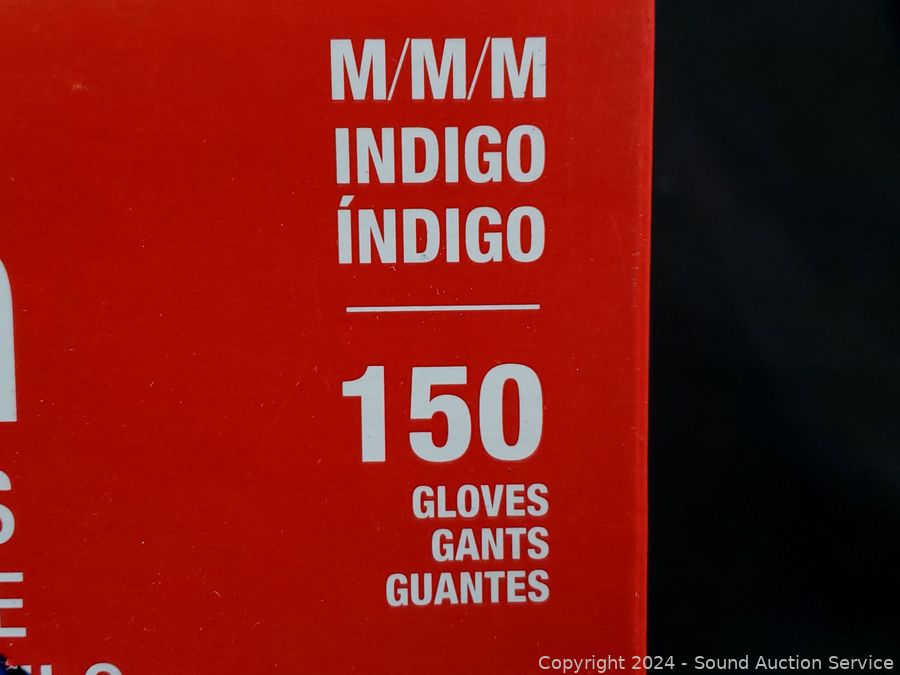 M/M/M
INDIGO
ÍNDIGO
150
GLOVES
GANTS
GUANTES
Copyright 2024 - Sound Auction Service